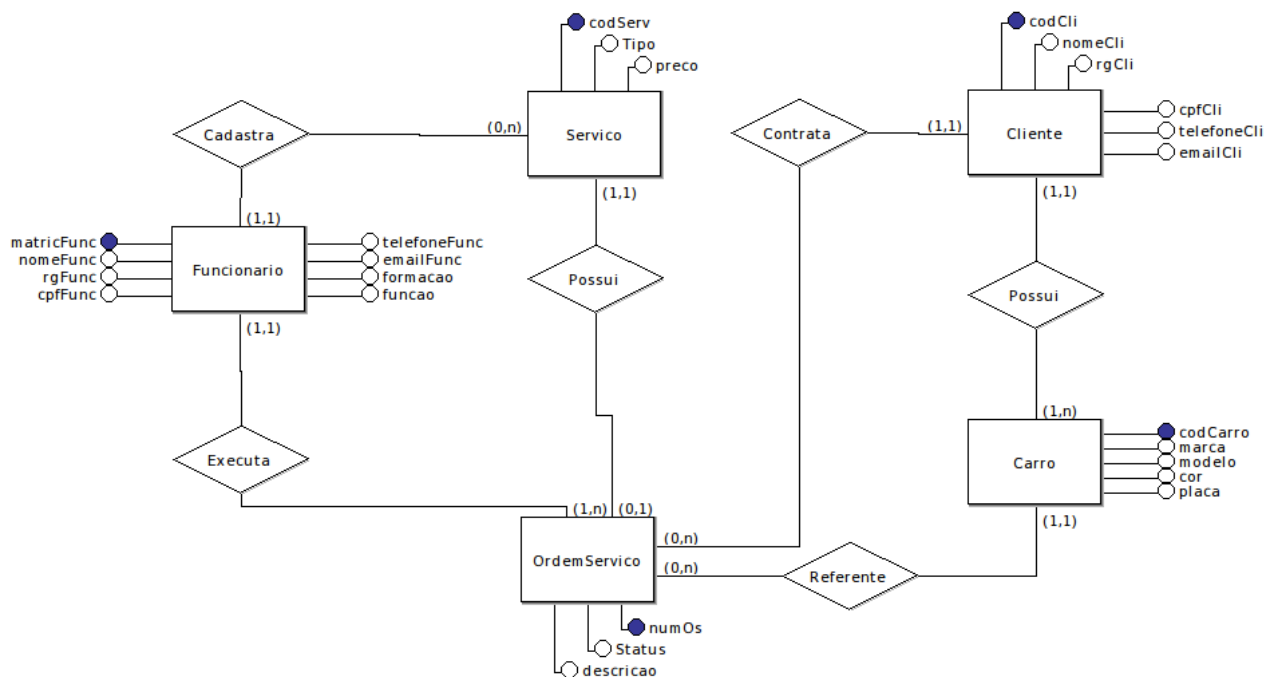 codServ
Tipo
preco
codCli
nomeCli
rgCli
Cadastra
(0,n)
Servico
Contrata
(1,1)
Cliente
cpfCli
telefoneCli
emailCli
(1,1)
(1,1)
(1,1)
matricFunc
nomeFunc
rgFunc
cpfFunc
Funcionario
telefoneFunc
emailFunc
formacao
funcao
(1,1)
Possui
Possui
(1,n)
Executa
Carro
codCarro
marca
modelo
cor
placa
(1,n)
(0,1)
(1,1)
(0,n)
OrdemServico
(0,n)
Referente
numOs
Status
descricao